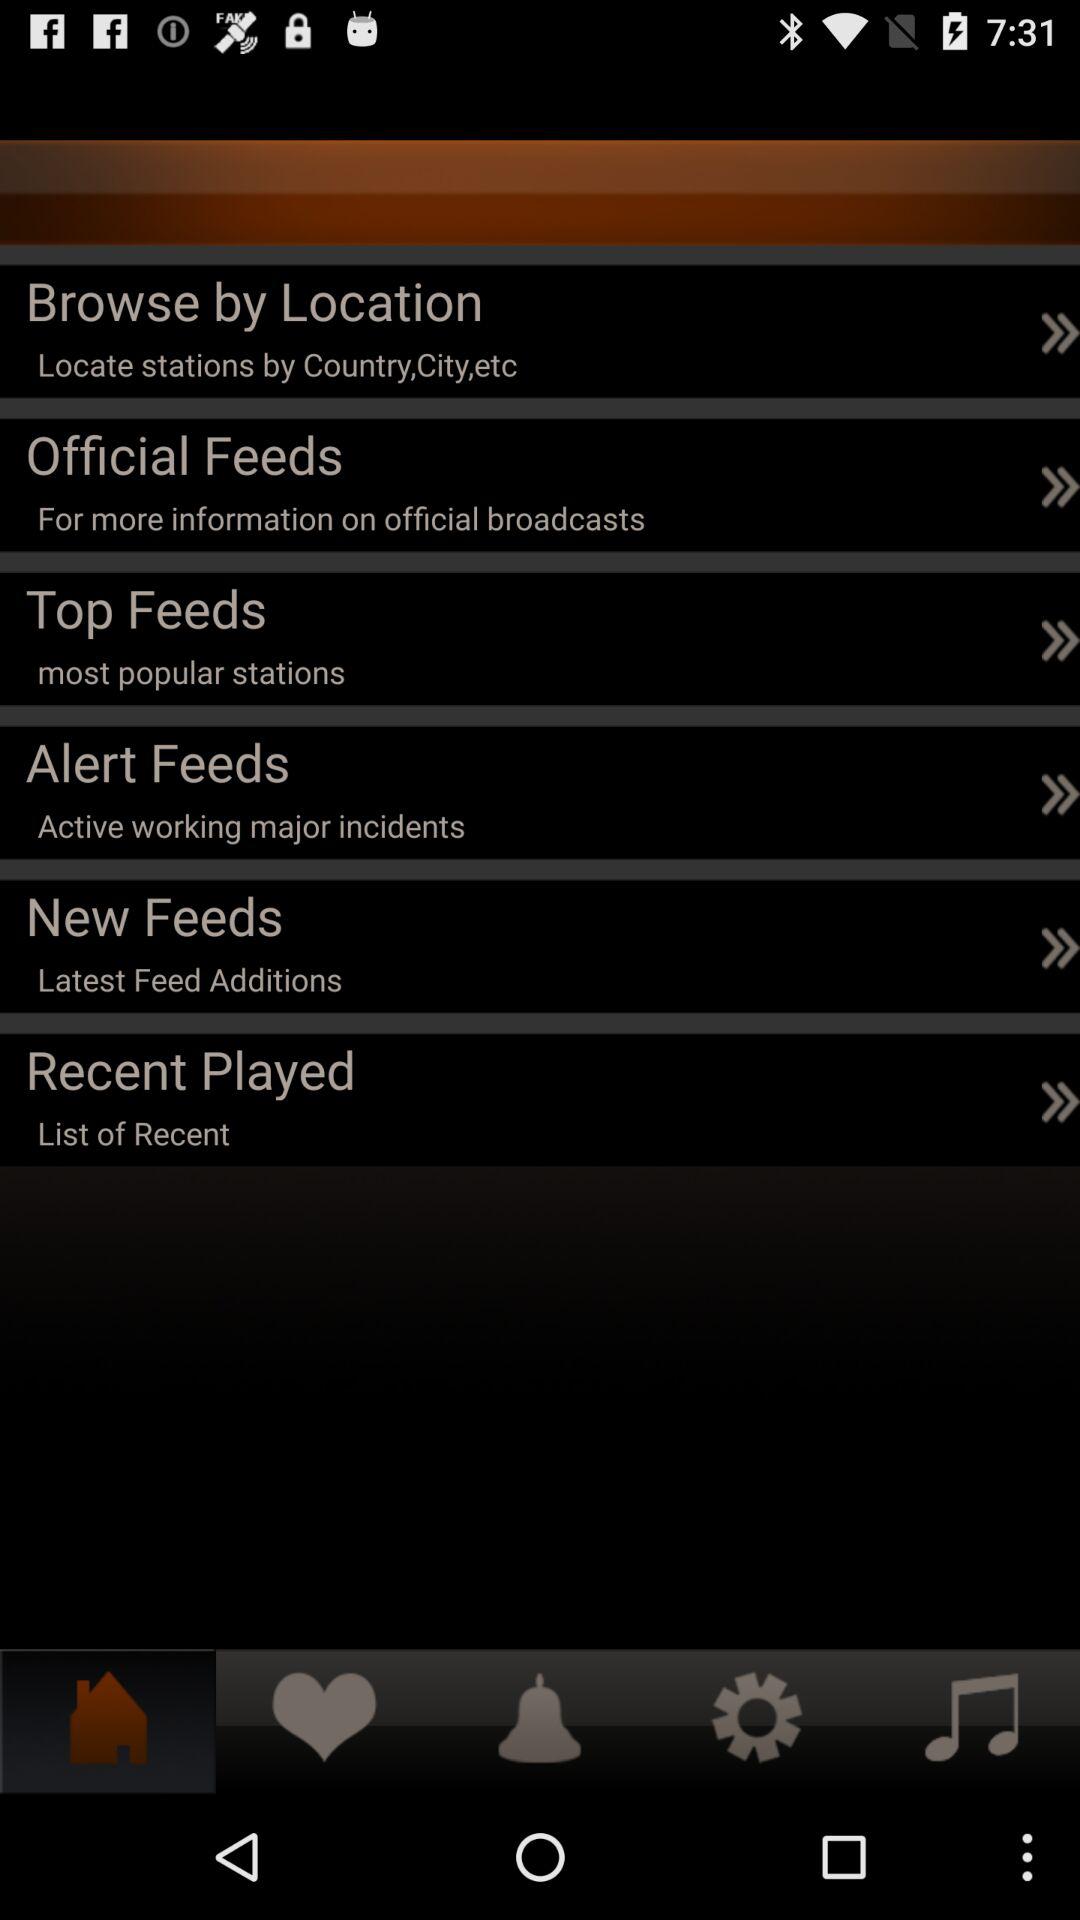 FAKE
7:31
Browse by Location
Locate stations by Country,City,etc
Official Feeds
For more information on official broadcasts
Top Feeds
most popular stations
Alert Feeds
Active working major incidents
New Feeds
Latest Feed Additions
Recent Played
List of Recent